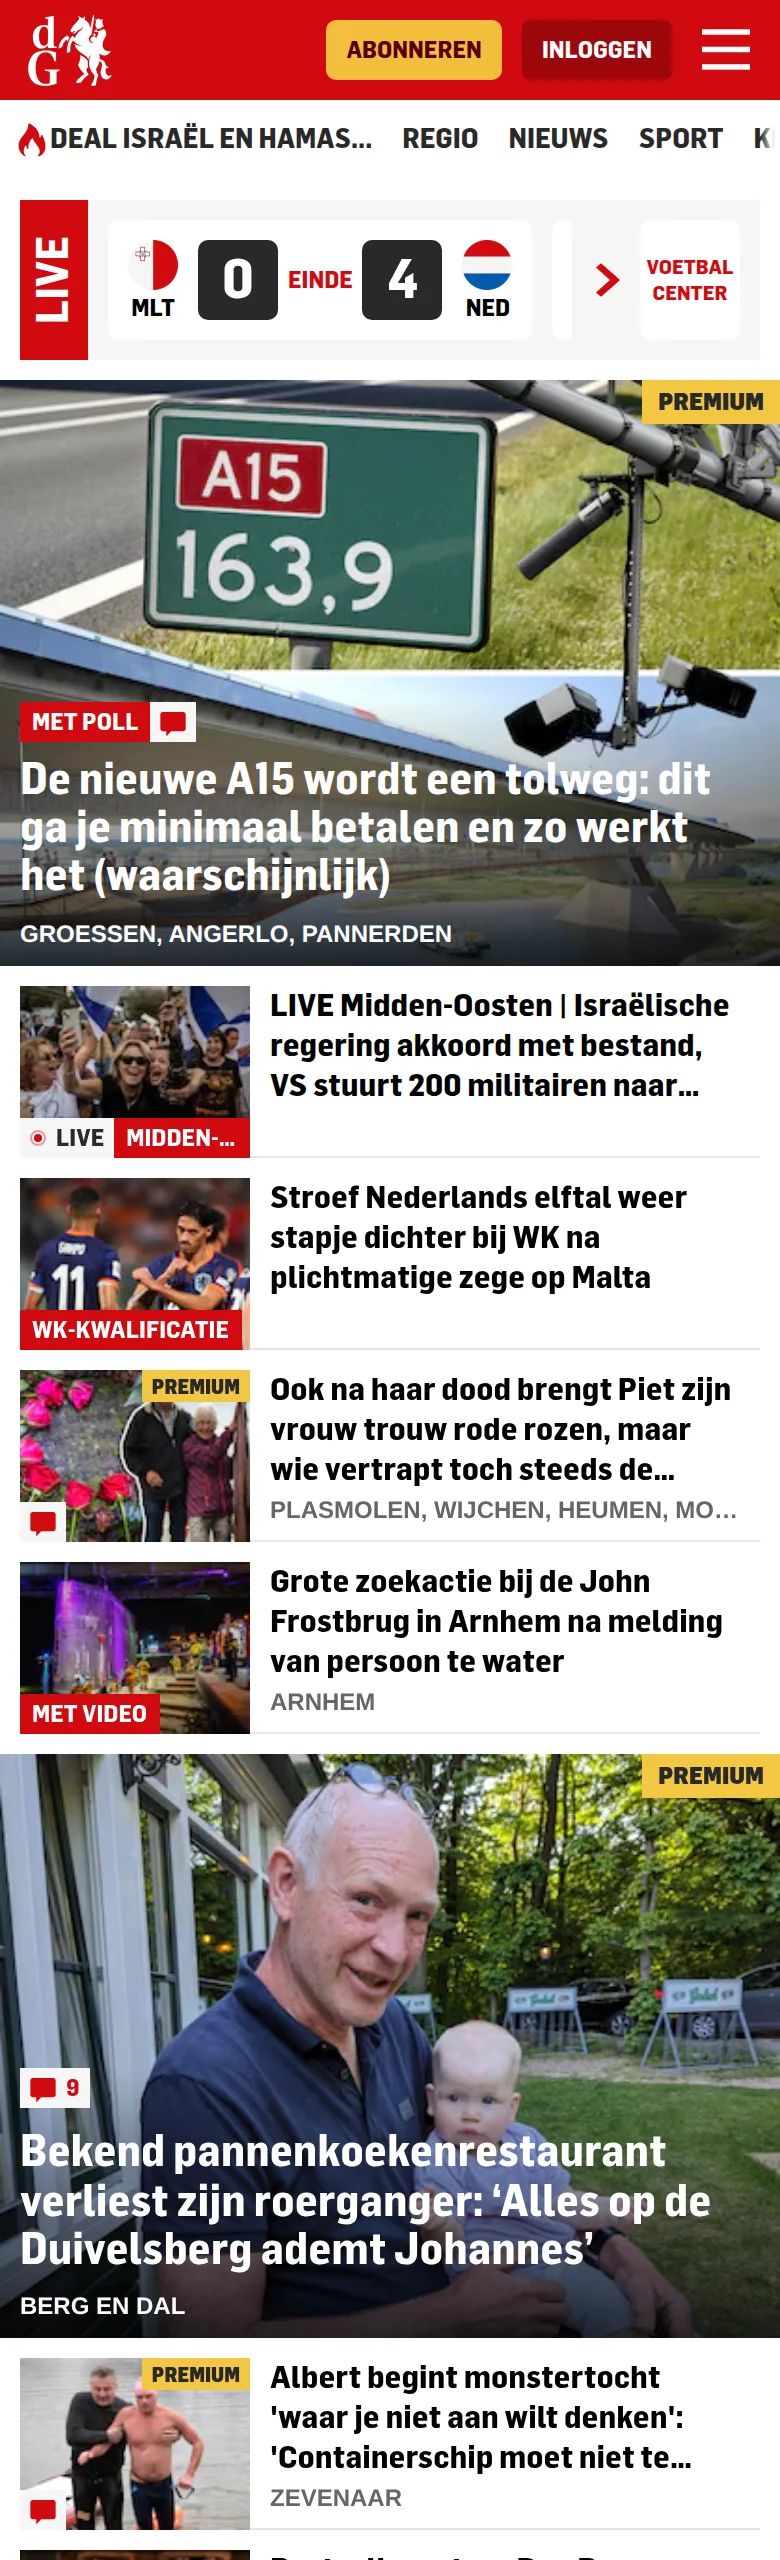 dG
ABONNEREN
INLOGGEN
DEAL ISRAËL EN HAMAS...
REGIO
NIEUWS
SPORT
LIVE
MLT
0
EINDE
4
NED
VOETBAL
CENTER
PREMIUM
A15
163,9
MET POLL
De nieuwe A15 wordt een tolweg: dit
ga je minimaal betalen en zo werkt
het (waarschijnlijk)
GROESSEN, ANGERLO, PANNERDEN
LIVE Midden-Oosten | Israëlische
regering akkoord met bestand,
VS stuurt 200 militairen naar...
LIVE
MIDDEN-...
Stroef Nederlands elftal weer
stapje dichter bij WK na
plichtmatige zege op Malta
11
WK-KWALIFICATIE
PREMIUM
Ook na haar dood brengt Piet zijn
vrouw trouw rode rozen, maar
wie vertrapt toch steeds de...
PLASMOLEN, WIJCHEN, HEUMEN, MO...
Grote zoekactie bij de John
Frostbrug in Arnhem na melding
van persoon te water
ARNHEM
MET VIDEO
PREMIUM
9
Bekend pannenkoekenrestaurant
verliest zijn roerganger: ‘Alles op de
Duivelsberg ademt Johannes’
BERG EN DAL
PREMIUM
Albert begint monstertocht
'waar je niet aan wilt denken':
'Containerschip moet niet te...
ZEVENAAR